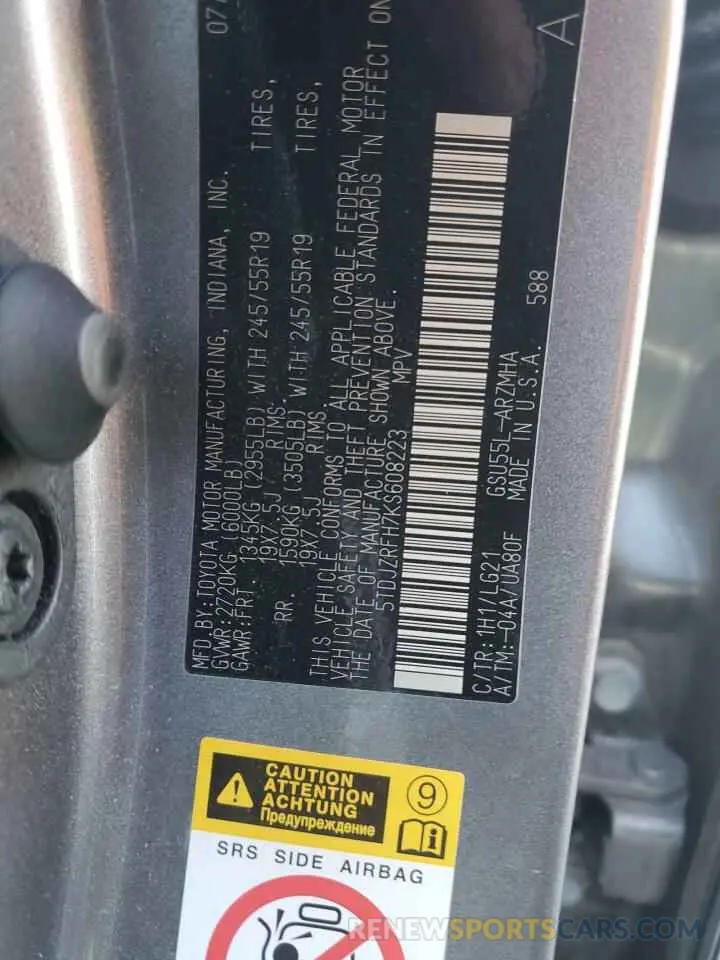 MFD.BY:TOYOTA MOTOR MANUFACTURING, INDIANA, INC. 07/
GVWR:2720KG (6000LB)
GAWR:FRT. 1345KG (2955LB) WITH 245/55R19 TIRES,
19X7.5J RIMS.
RR. 1590KG (3505LB) WITH 245/55R19 TIRES,
19X7.5J RIMS.
THIS VEHICLE CONFORMS TO ALL APPLICABLE FEDERAL MOTOR
VEHICLE SAFETY AND THEFT PREVENTION STANDARDS IN EFFECT ON
THE DATE OF MANUFACTURE SHOWN ABOVE.
5TDJZRFH7KS608223 MPV
C/TR:1H1/LG21 GSU55L-ARZMHA
A/TM:-04A/UA80F MADE IN U.S.A. 588
A
CAUTION
ATTENTION
ACHTUNG
Предупреждение
9
i
SRS SIDE AIRBAG
RENEWSPORTSCARS.COM